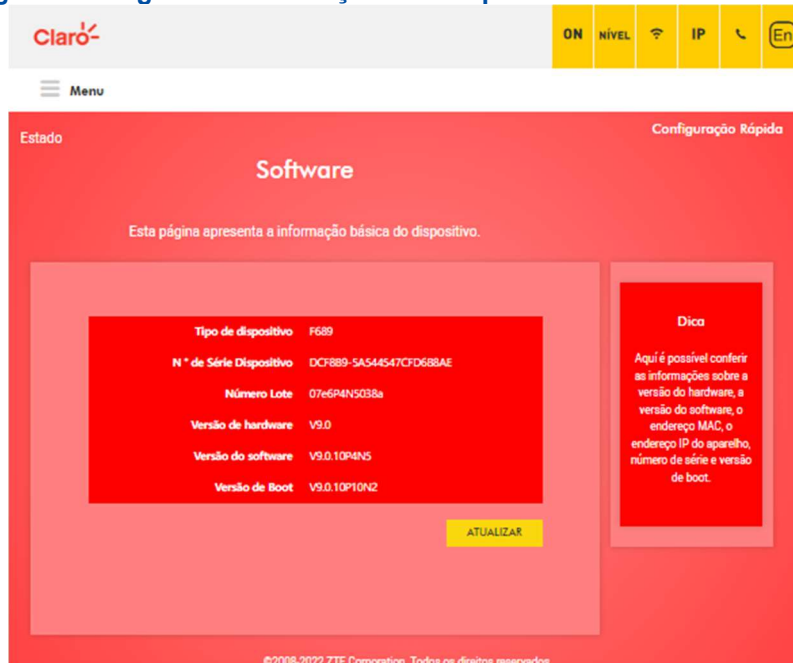 Claro
ON NÍVEL IP En
Menu
Estado
Configuração Rápida
Software
Esta página apresenta a informação básica do dispositivo.
Tipo de dispositivo F689
N ° de Série Dispositivo DCF889-5A544547CFD688AE
Número Lote 07e6P4N5038a
Versão de hardware V9.0
Versão do software V9.0.10P4N5
Versão de Boot V9.0.10P10N2
ATUALIZAR
Dica
Aqui é possível conferir
as informações sobre a
versão do hardware, a
versão do software, o
endereço MAC, o
endereço IP do aparelho,
número de série e versão
de boot.
©2008-2022 ZTE Corporation. Todos os direitos reservados